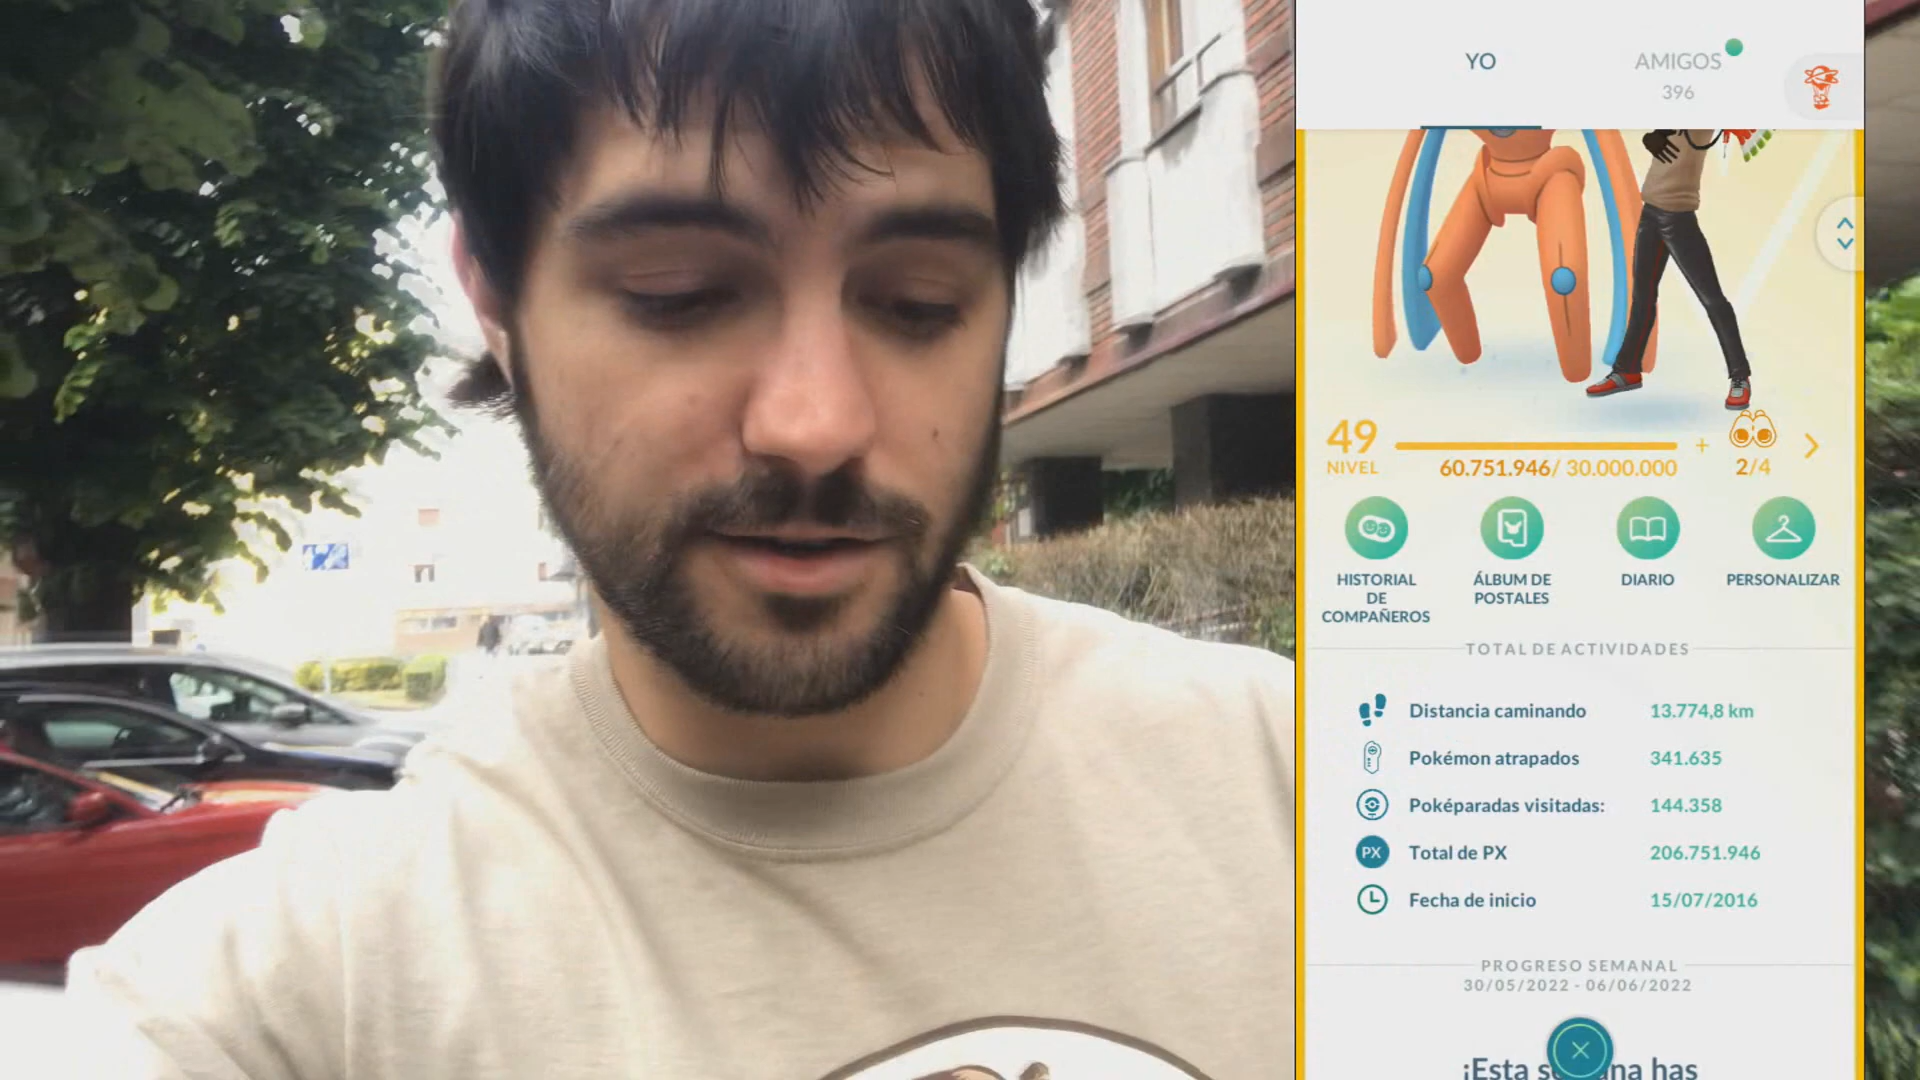 YO
AMIGOS
396
49
NIVEL
60.751.946/ 30.000.000
+
2/4
HISTORIAL
DE
COMPAÑEROS
ÁLBUM DE
POSTALES
DIARIO
PERSONALIZAR
TOTAL DE ACTIVIDADES
Distancia caminando 13.774,8 km
Pokémon atrapados 341.635
Poképaradas visitadas: 144.358
PX Total de PX 206.751.946
Fecha de inicio 15/07/2016
PROGRESO SEMANAL
30/05/2022 - 06/06/2022
¡Esta has